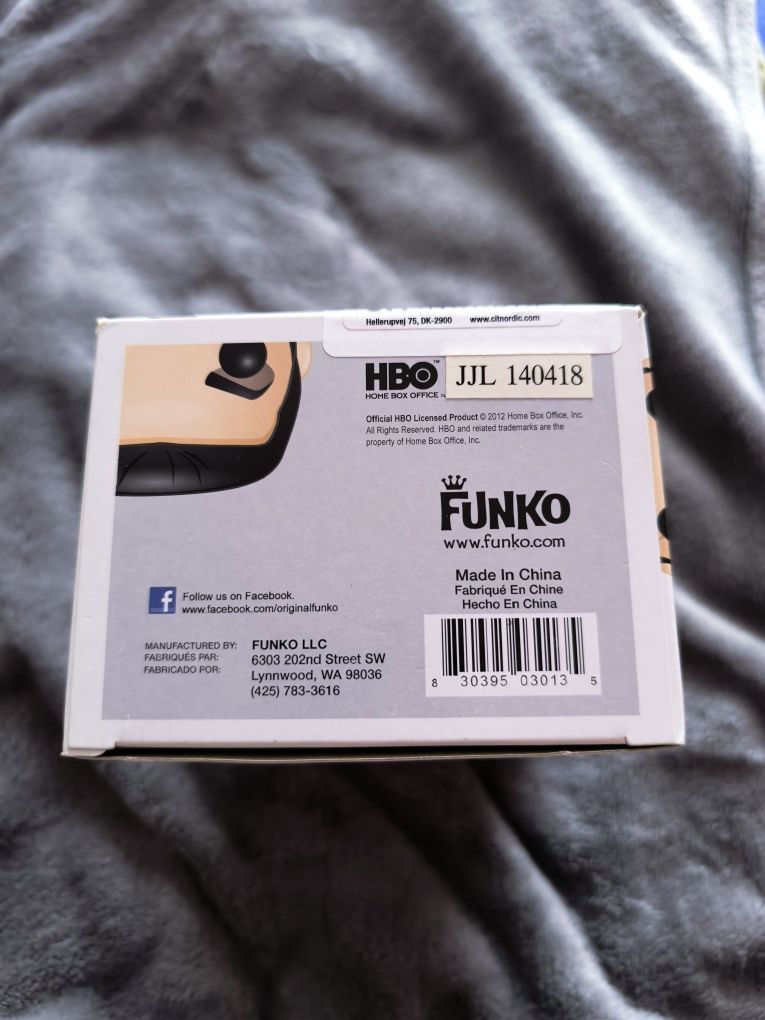 Hellerupvej 75, DK-2900 www.citnordic.com
HBO™ JJL 140418
HOME BOX OFFICE
Official HBO Licensed Product © 2012 Home Box Office, Inc.
All Rights Reserved. HBO and related trademarks are the
property of Home Box Office, Inc.
FUNKO
www.funko.com
Made In China
Fabriqué En Chine
Hecho En China
f Follow us on Facebook.
www.facebook.com/originalfunko
MANUFACTURED BY: FUNKO LLC
FABRIQUÉS PAR: 6303 202nd Street SW
FABRICADO POR: Lynnwood, WA 98036
(425) 783-3616
8 30395 03013 5